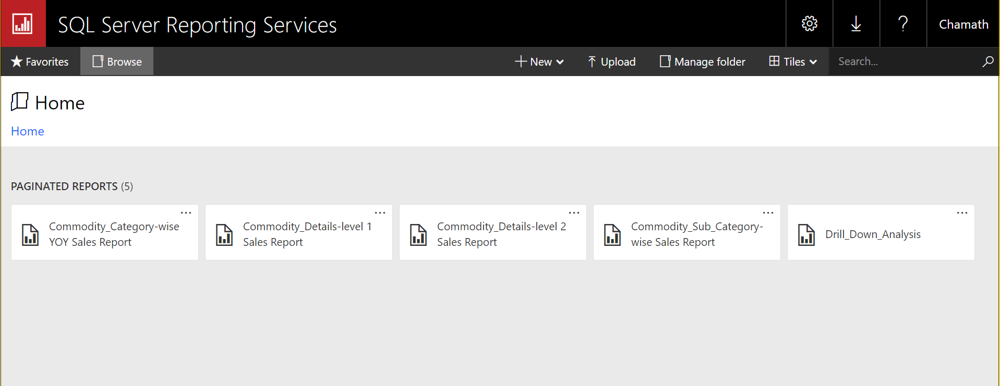 SQL Server Reporting Services
? Chamath
Favorites Browse New Upload Manage folder Tiles Search...
Home
Home
PAGINATED REPORTS (5)
Commodity_Category-wise
YOY Sales Report
Commodity_Details-level 1
Sales Report
Commodity_Details-level 2
Sales Report
Commodity_Sub_Category-
wise Sales Report
Drill_Down_Analysis